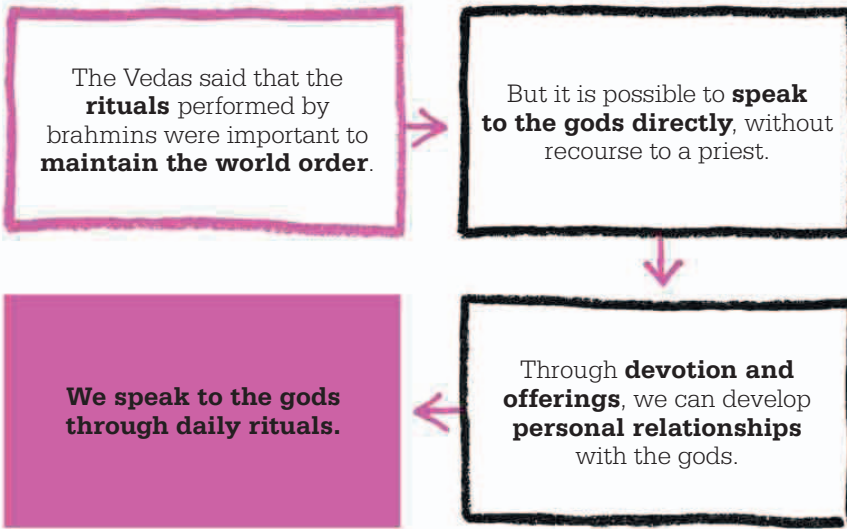 The Vedas said that the
rituals performed by
brahmins were important to
maintain the world order.
But it is possible to speak
to the gods directly, without
recourse to a priest.
Through devotion and
offerings, we can develop
personal relationships
with the gods.
We speak to the gods
through daily rituals.